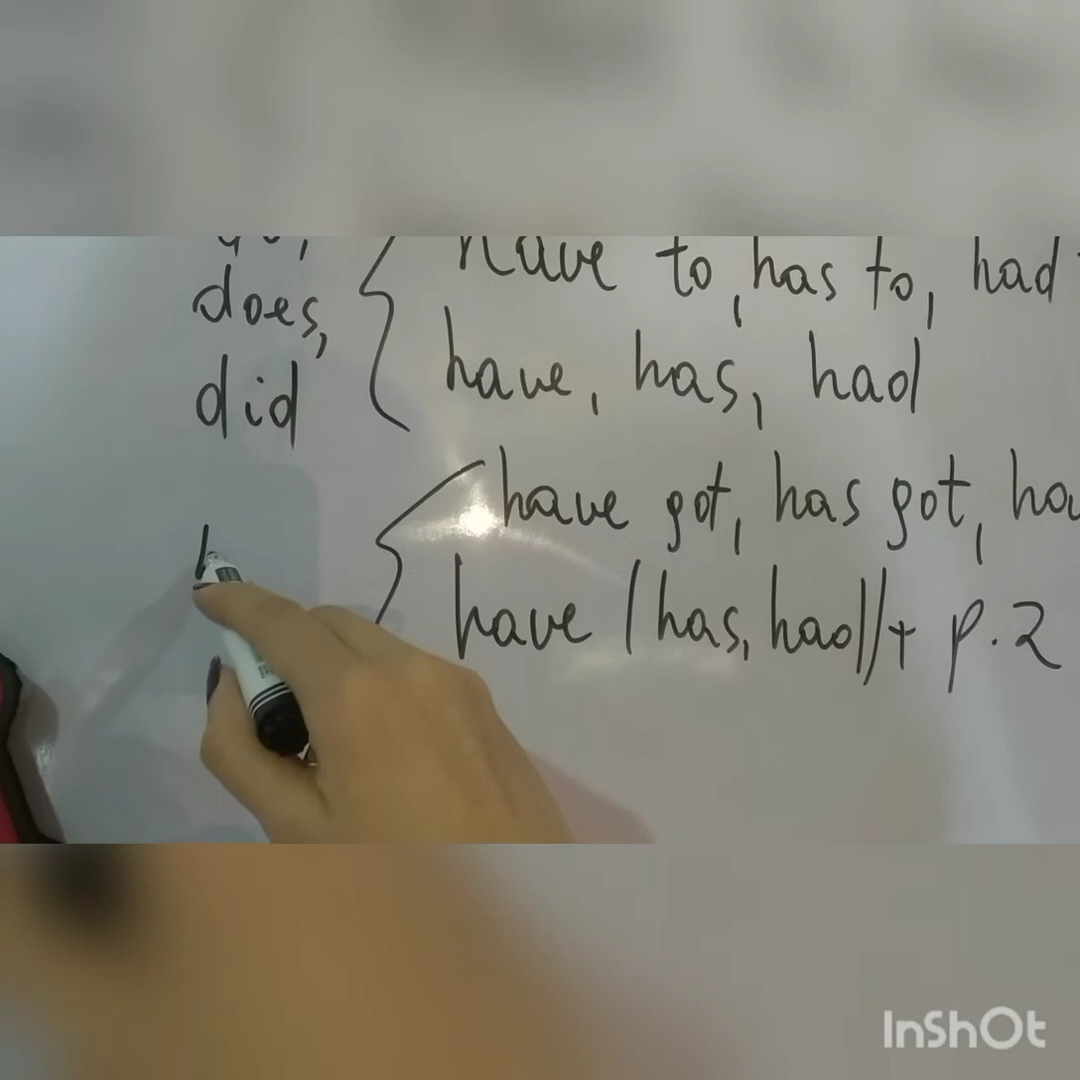 do,
does,
did
have to, has to, had
have, has, had
have got, has got,
have (has, had) + p.2
InShOt